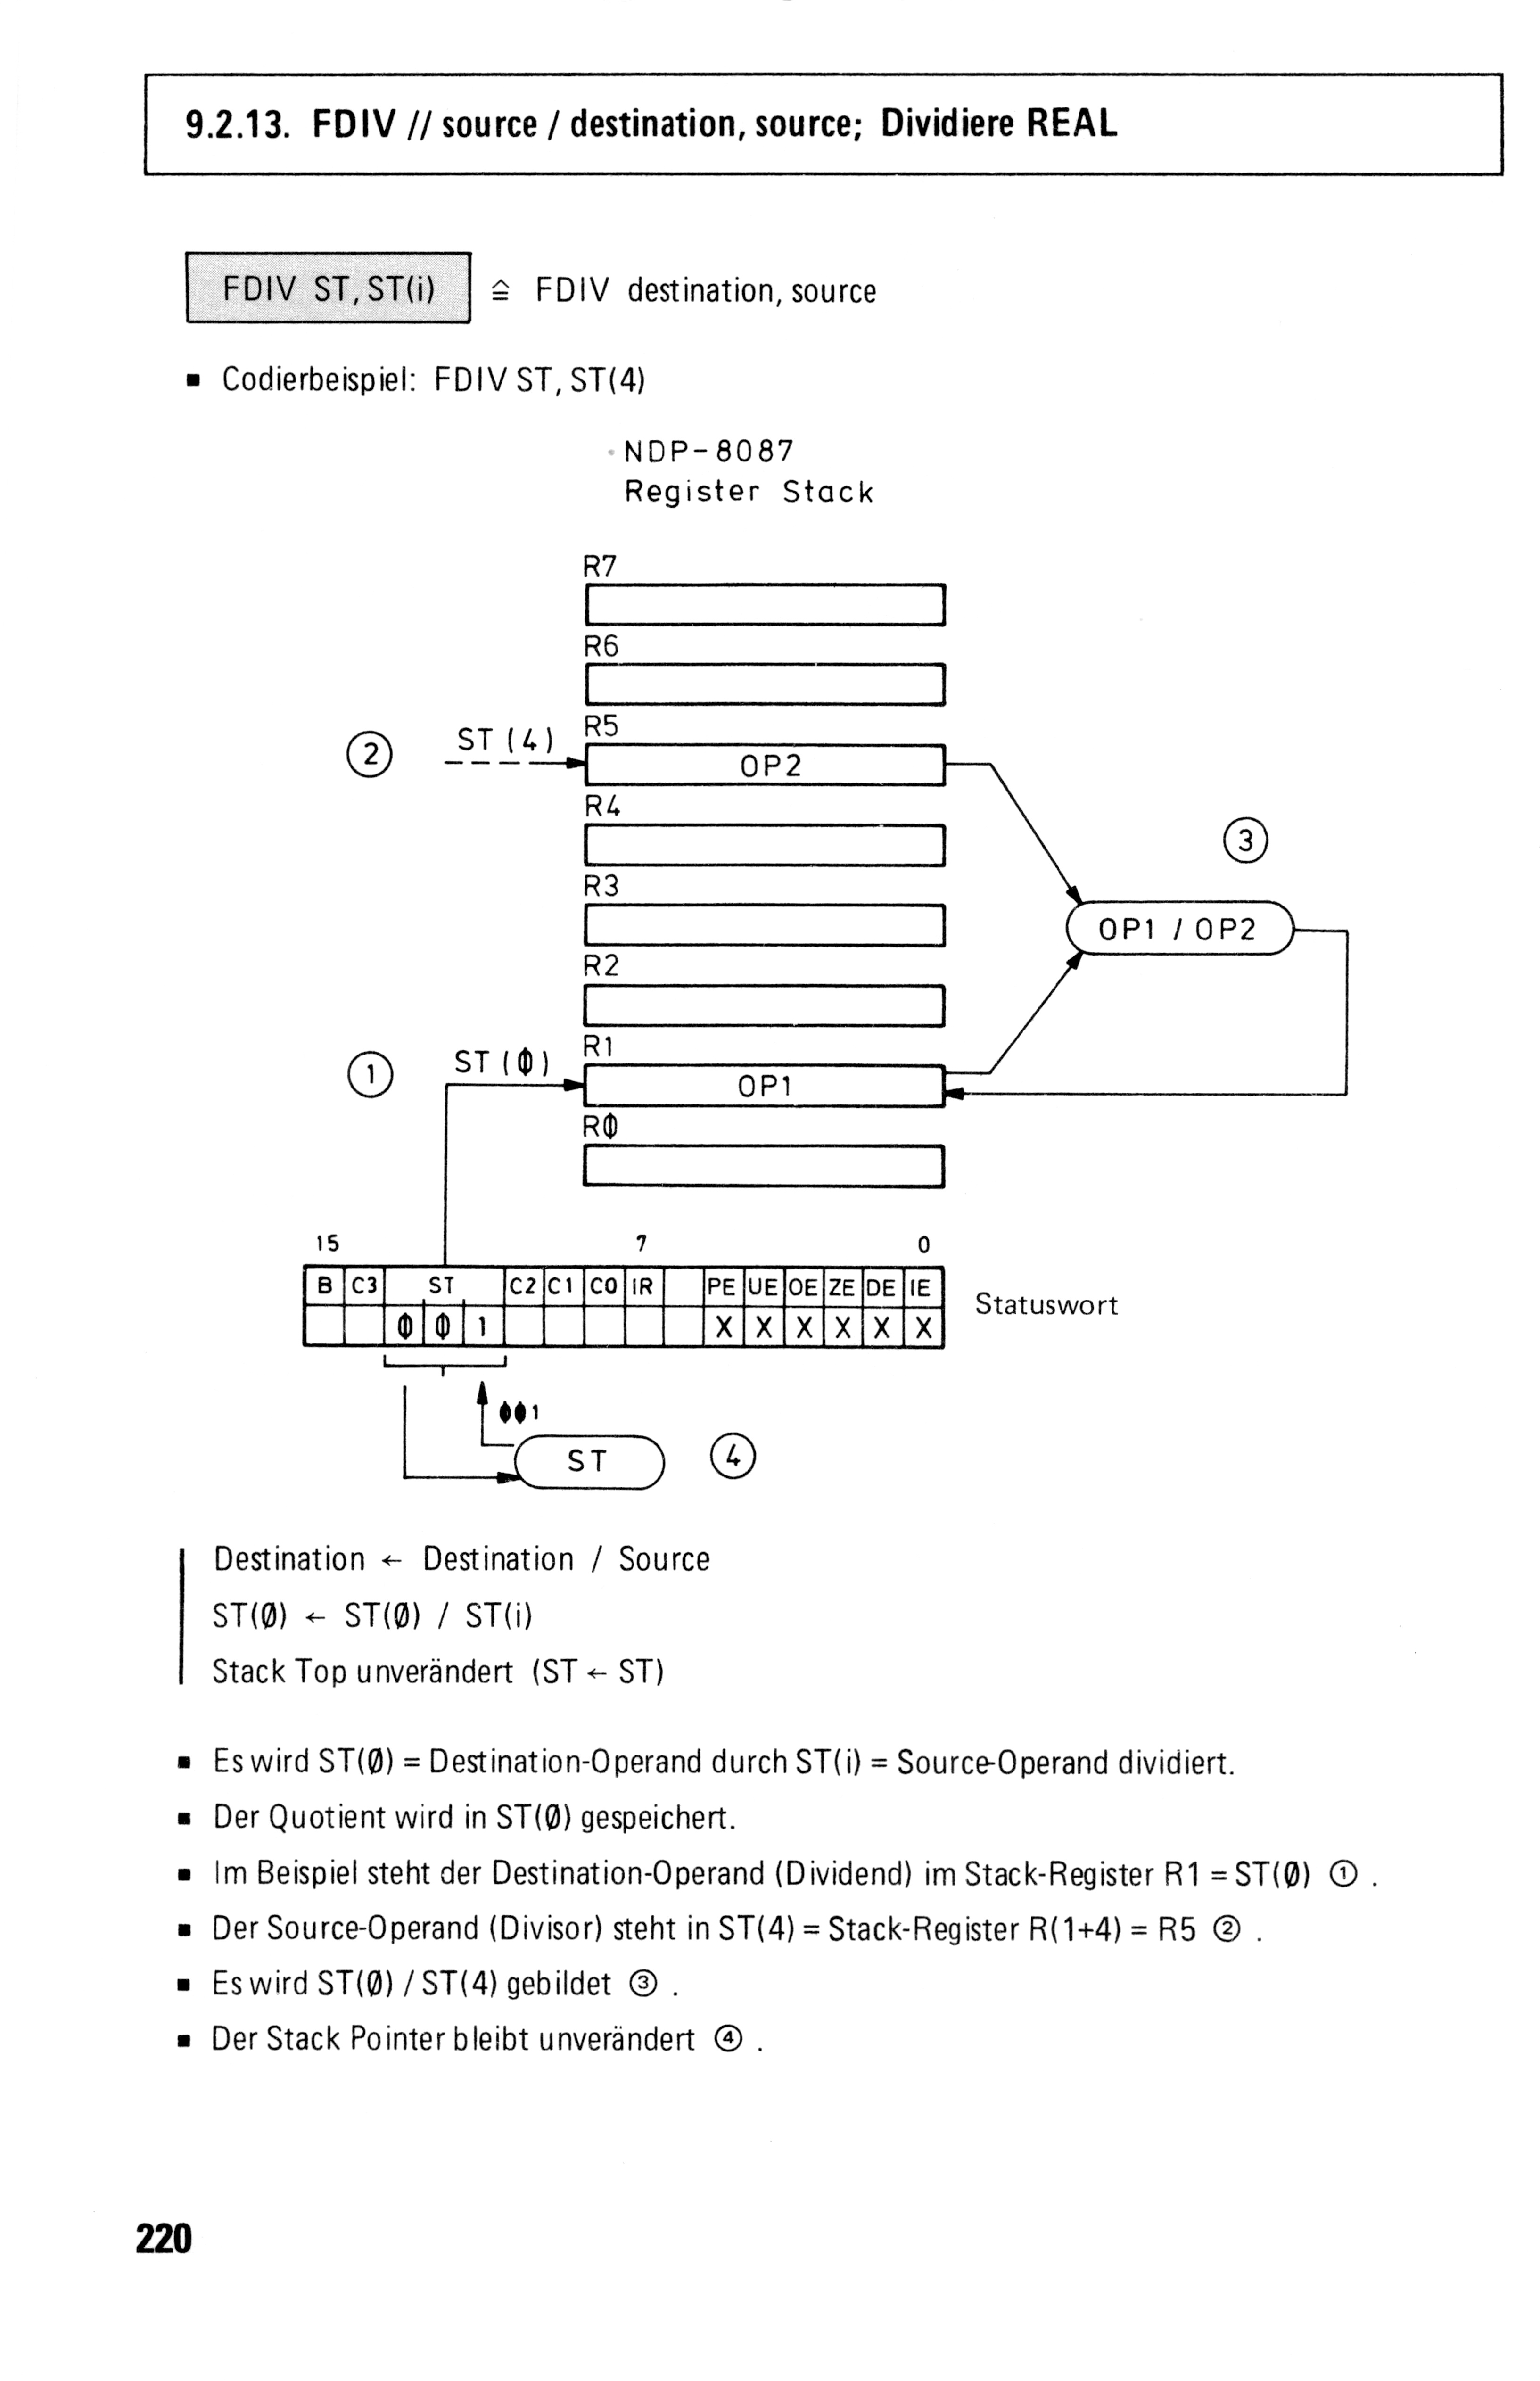 9.2.13. FDIV // source / destination, source; Dividiere REAL
FDIV ST, ST(i) ≙ FDIV destination, source
▪ Codierbeispiel: FDIV ST, ST(4)
NDP-8087
Register Stack
R7
R6
R5
② ST (4)
OP2
R4
③
R3
OP1 / OP2
R2
R1
① ST (0)
OP1
R0
15 7 0
B C3 ST C2 C1 C0 IR PE UE OE ZE DE IE
Statuswort
0 0 1 X X X X X X
001
ST ④
Destination ← Destination / Source
ST(Ø) ← ST(Ø) / ST(i)
Stack Top unverändert (ST ← ST)
▪ Es wird ST(Ø) = Destination-Operand durch ST(i) = Source-Operand dividiert.
▪ Der Quotient wird in ST(Ø) gespeichert.
▪ Im Beispiel steht der Destination-Operand (Dividend) im Stack-Register R1 = ST(Ø) ① .
▪ Der Source-Operand (Divisor) steht in ST(4) = Stack-Register R(1+4) = R5 ② .
▪ Es wird ST(Ø) / ST(4) gebildet ③ .
▪ Der Stack Pointer bleibt unverändert ④ .
220